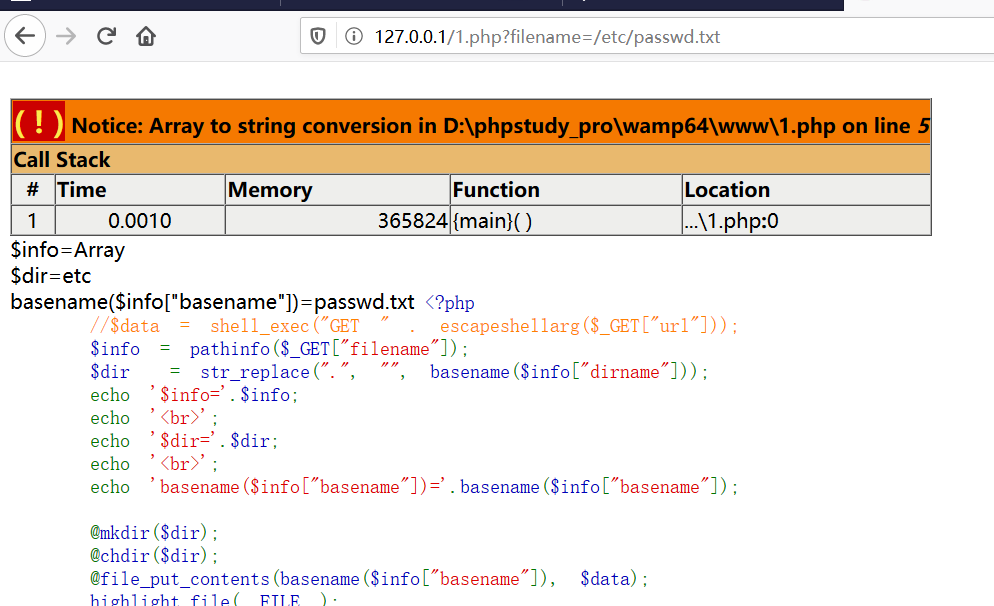 127.0.0.1/1.php?filename=/etc/passwd.txt
( ! ) Notice: Array to string conversion in D:\phpstudy_pro\wamp64\www\1.php on line 5
Call Stack
# Time Memory Function Location
1 0.0010 365824 {main}( ) ...\1.php:0
$info=Array
$dir=etc
basename($info["basename"])=passwd.txt <?php
//$data = shell_exec("GET " . escapeshellarg($_GET["url"]));
$info = pathinfo($_GET["filename"]);
$dir = str_replace(".", "", basename($info["dirname"]));
echo '$info='.$info;
echo '<br>';
echo '$dir='.$dir;
echo '<br>';
echo 'basename($info["basename"])='.basename($info["basename"]);
@mkdir($dir);
@chdir($dir);
@file_put_contents(basename($info["basename"]), $data);
highlight_file(__FILE__);